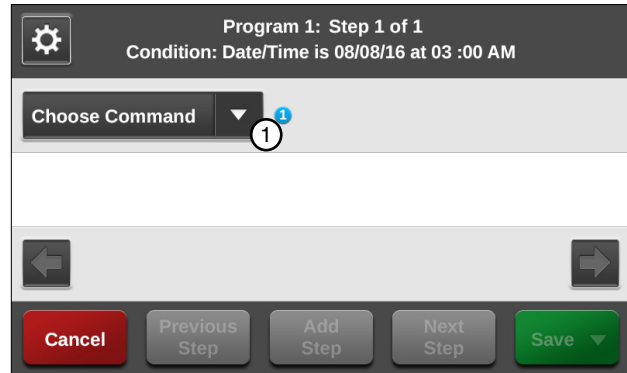 Program 1: Step 1 of 1
Condition: Date/Time is 08/08/16 at 03 :00 AM
Choose Command
1
1
Cancel
Previous
Step
Add
Step
Next
Step
Save